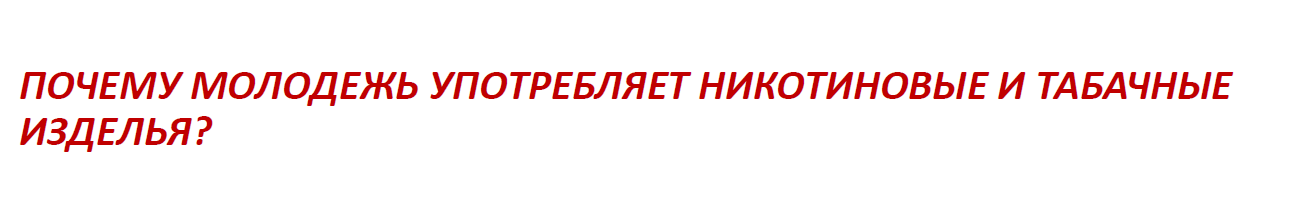 ПОЧЕМУ МОЛОДЕЖЬ УПОТРЕБЛЯЕТ НИКОТИНОВЫЕ И ТАБАЧНЫЕ
ИЗДЕЛЬЯ?